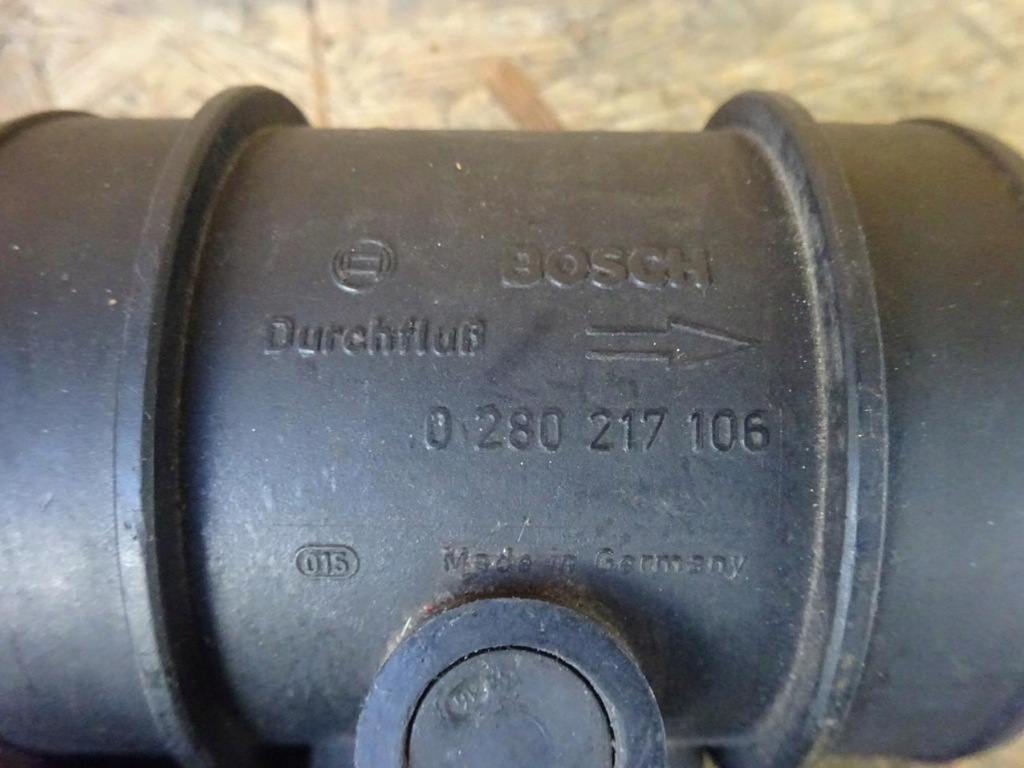 BOSCH
Durchfluß
0 280 217 106
015 Made in Germany